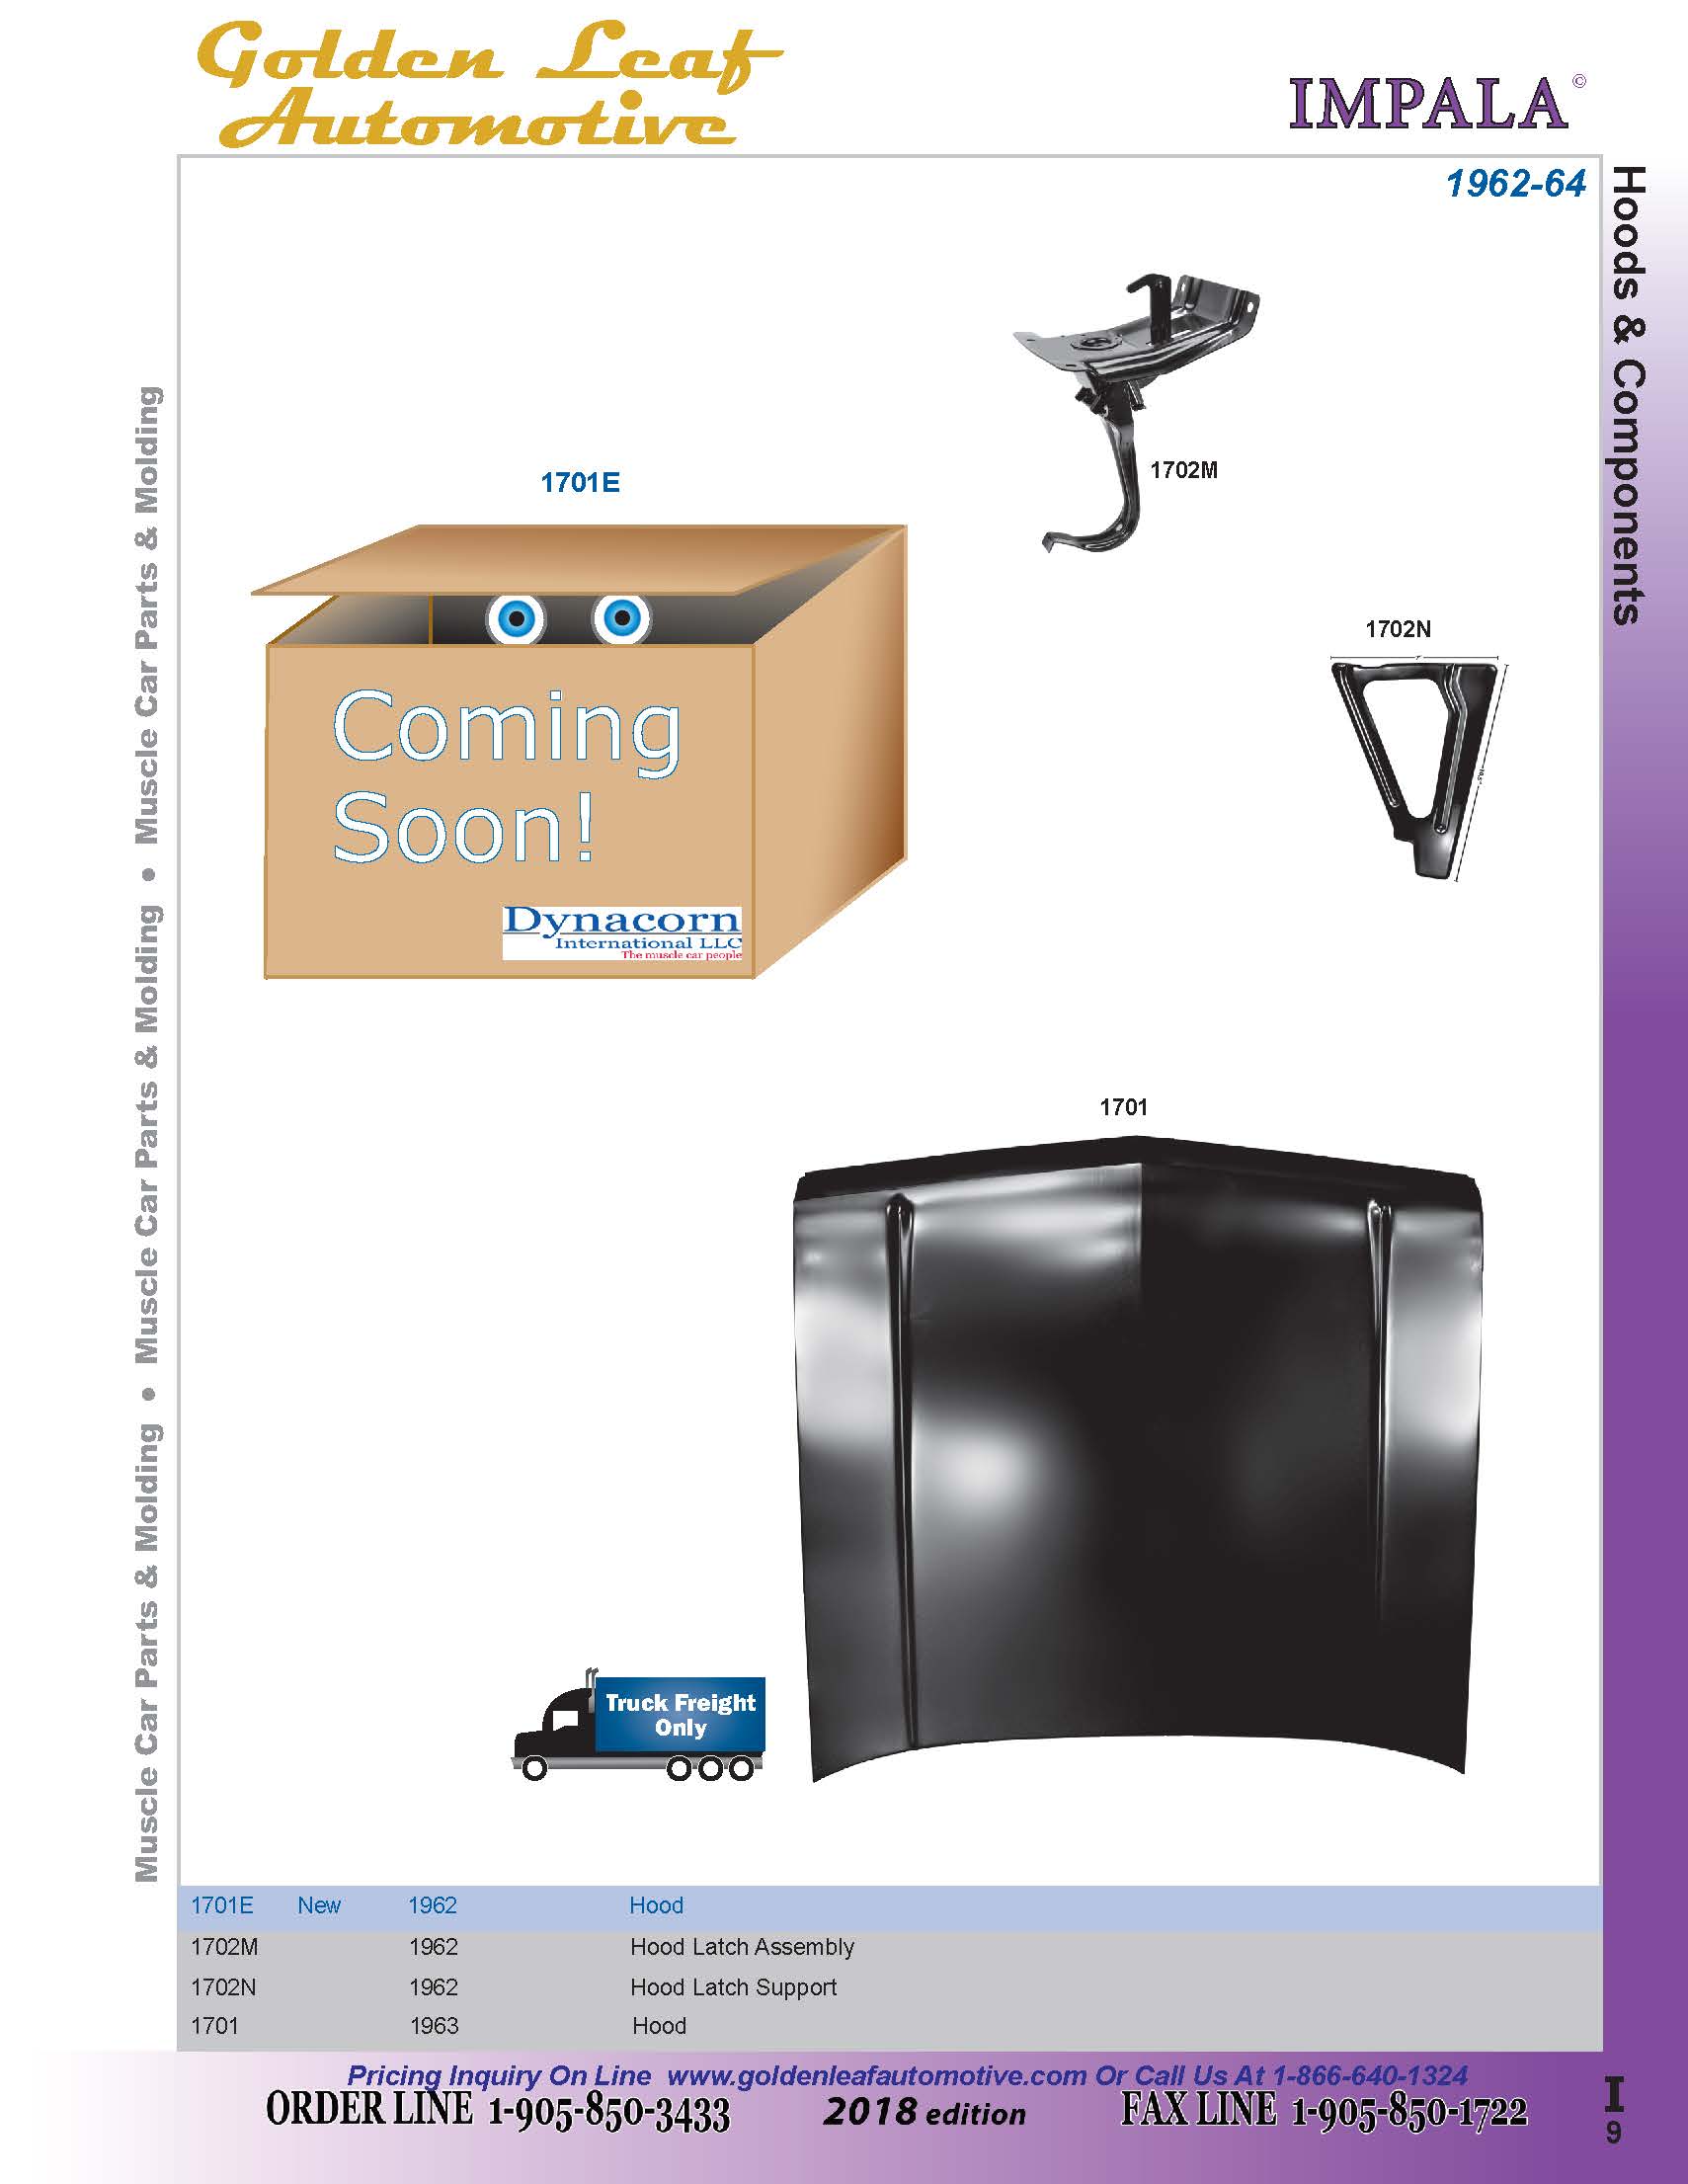 Golden Leaf
Automotive
IMPALA©
1962-64
Hoods & Components
Muscle Car Parts & Molding • Muscle Car Parts & Molding • Muscle Car Parts & Molding
1702M
1701E
1702N
Coming
Soon!
Dynacorn
International LLC
The muscle car people
1701
Truck Freight
Only
1701E New 1962 Hood
1702M 1962 Hood Latch Assembly
1702N 1962 Hood Latch Support
1701 1963 Hood
Pricing Inquiry On Line www.goldenleafautomotive.com Or Call Us At 1-866-640-1324
ORDER LINE 1-905-850-3433 2018 edition FAX LINE 1-905-850-1722
I
9